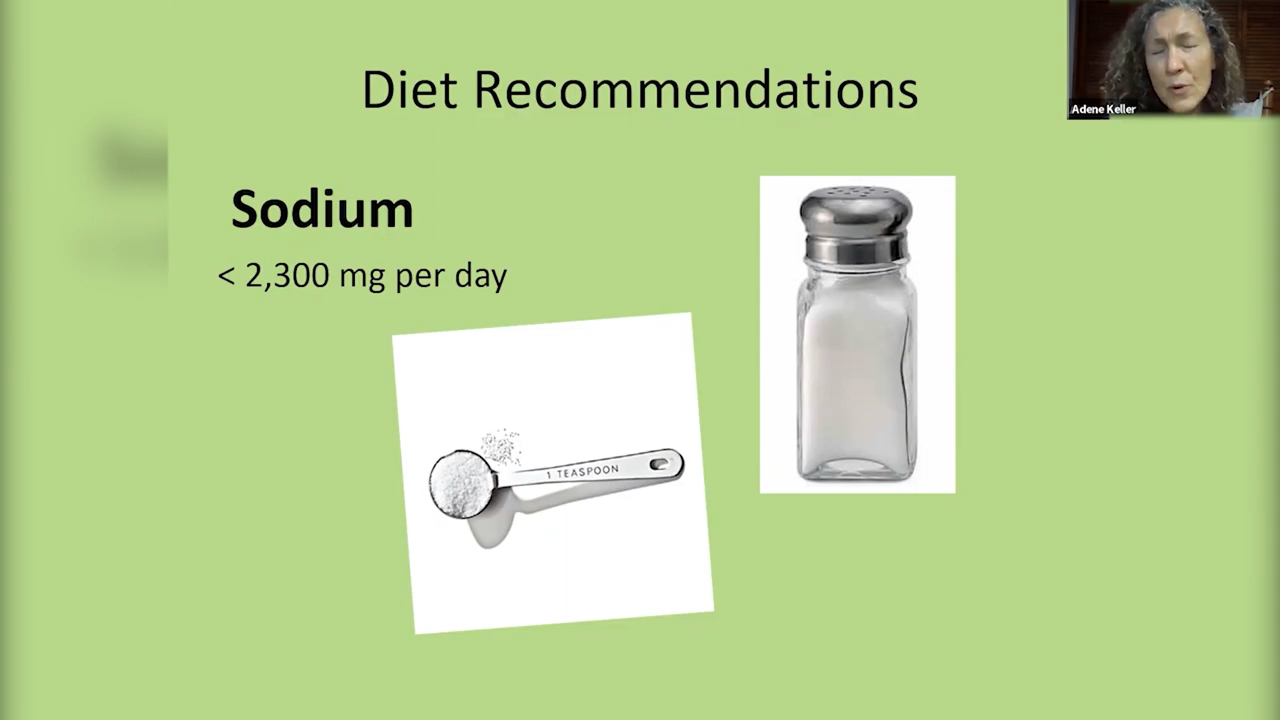 Diet Recommendations
Adene Keller
Sodium
< 2,300 mg per day
1 TEASPOON